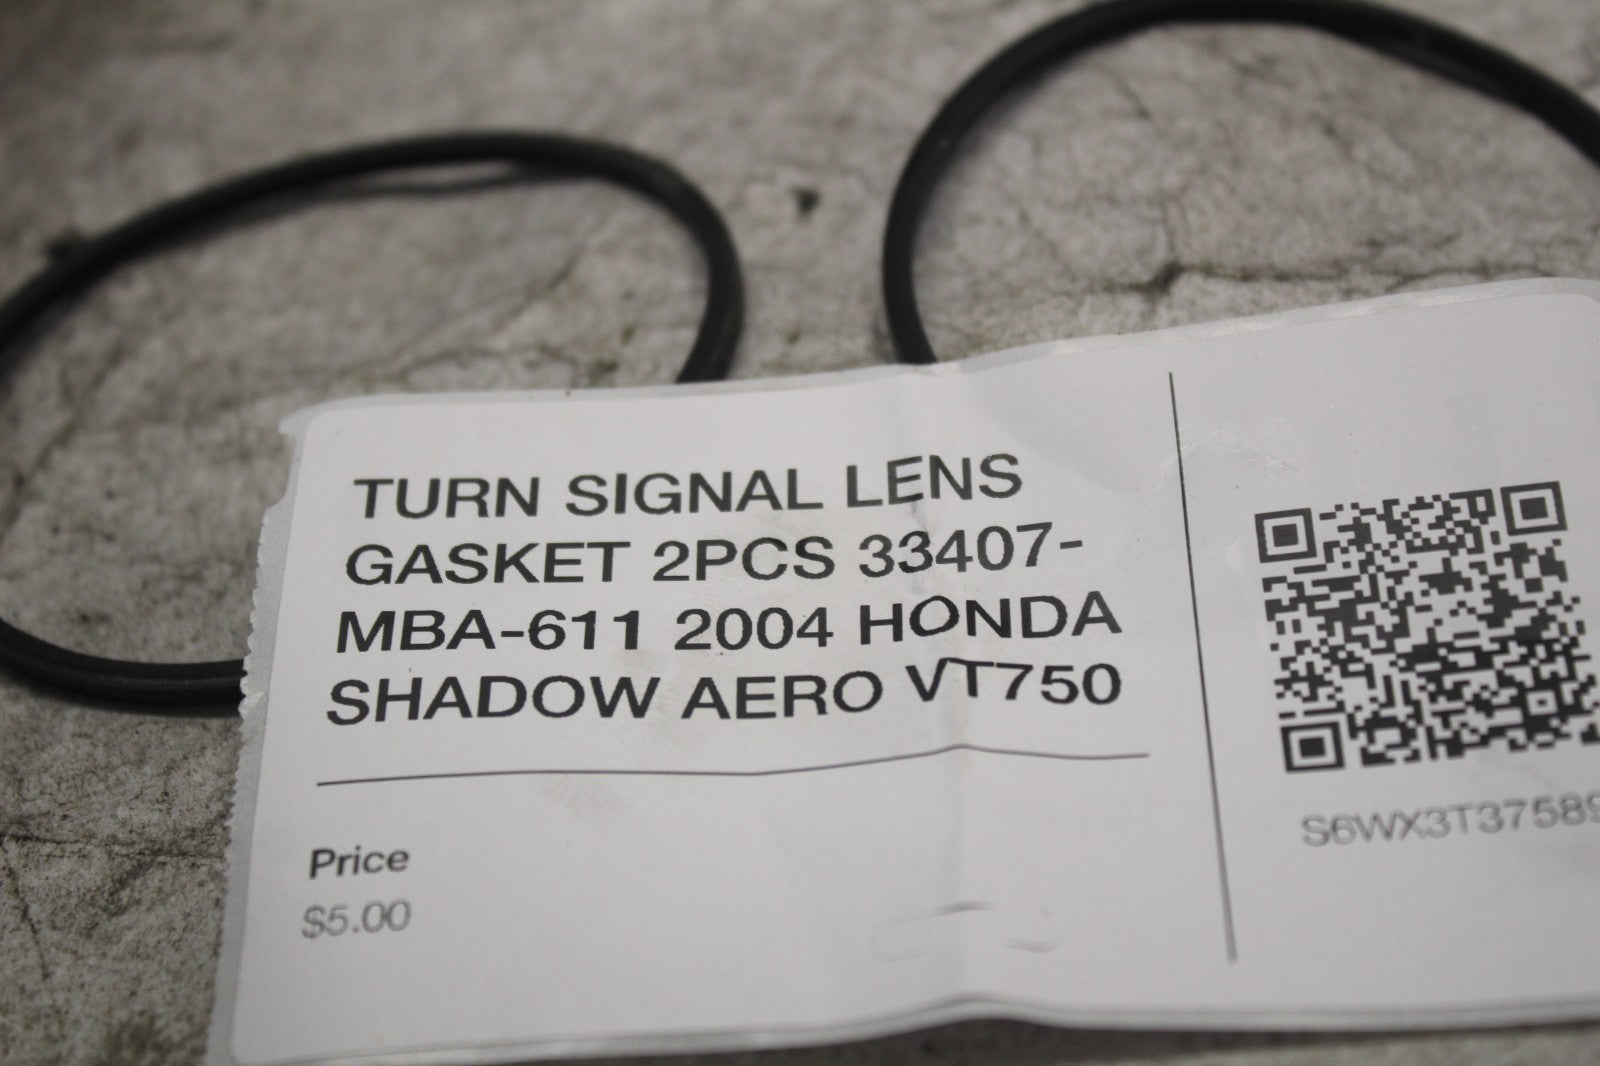 TURN SIGNAL LENS
GASKET 2PCS 33407-
MBA-611 2004 HONDA
SHADOW AERO VT750
Price
$5.00
S6WX3T37589